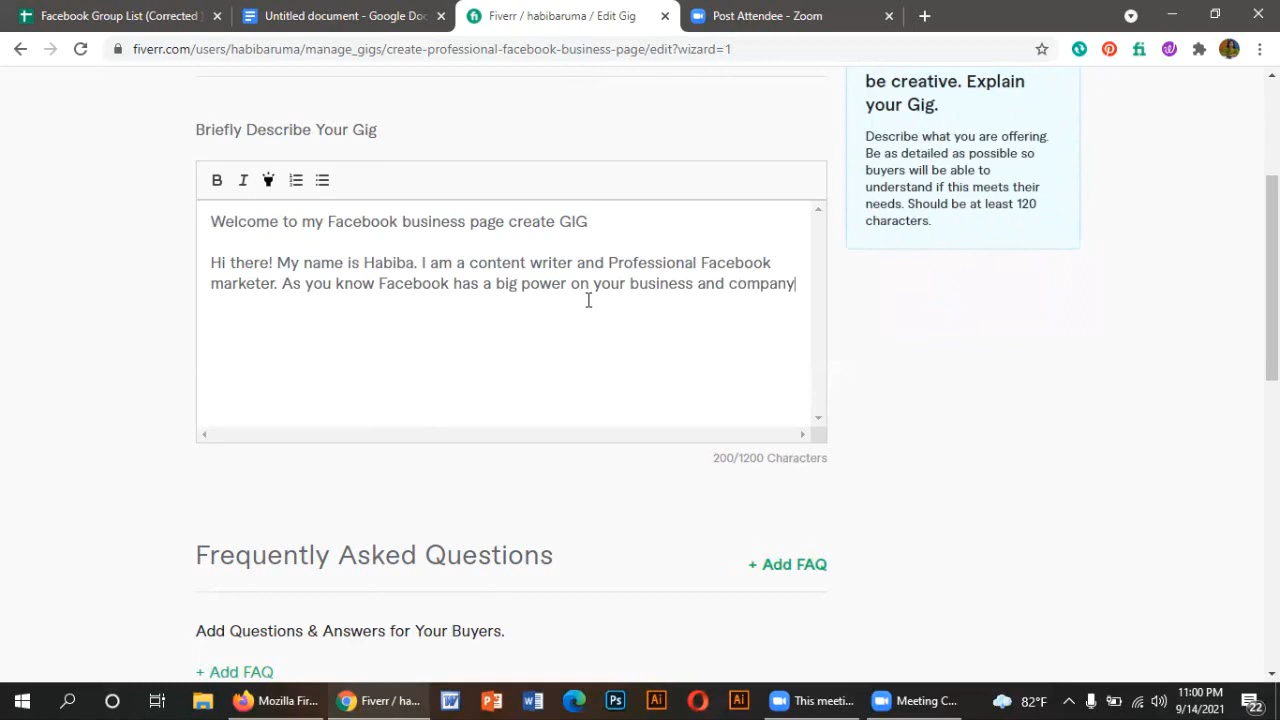 Facebook Group List (Corrected
Untitled document - Google Doc
Fiverr / habibaruma / Edit Gig
Post Attendee - Zoom
fiverr.com/users/habibaruma/manage_gigs/create-professional-facebook-business-page/edit?wizard=1
be creative. Explain
your Gig.
Describe what you are offering.
Be as detailed as possible so
buyers will be able to
understand if this meets their
needs. Should be at least 120
characters.
Briefly Describe Your Gig
B I
Welcome to my Facebook business page create GIG
Hi there! My name is Habiba. I am a content writer and Professional Facebook
marketer. As you know Facebook has a big power on your business and company
200/1200 Characters
Frequently Asked Questions
+ Add FAQ
Add Questions & Answers for Your Buyers.
+ Add FAQ
Mozilla Fir...
Fiverr / ha...
Ps
Ai
Ai
This meeti...
Meeting C...
82°F
11:00 PM
9/14/2021
22